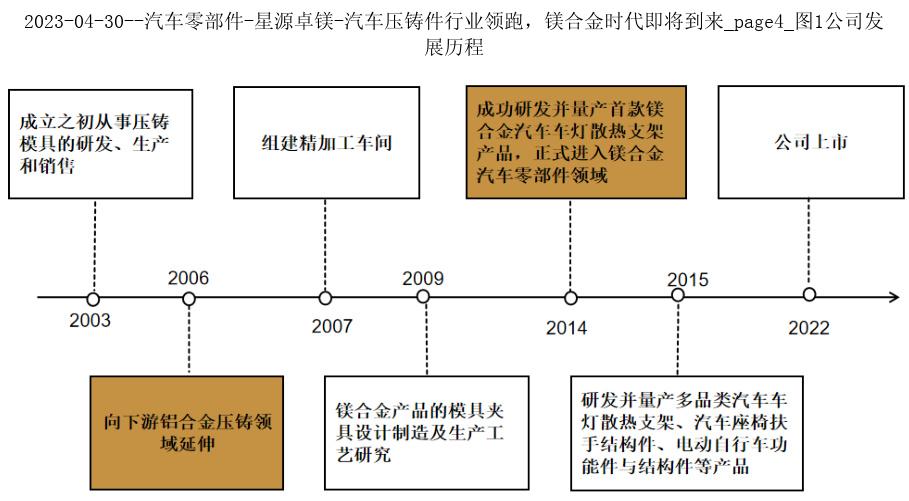 2023-04-30--汽车零部件-星源卓镁-汽车压铸件行业领跑，镁合金时代即将到来_page4_图1公司发
展历程
成立之初从事压铸
模具的研发、生产
和销售
组建精加工车间
成功研发并量产首款镁
合金汽车车灯散热支架
产品，正式进入镁合金
汽车零部件领域
公司上市
2006
2009
2015
2003
2007
2014
2022
向下游铝合金压铸领
域延伸
镁合金产品的模具夹
具设计制造及生产工
艺研究
研发并量产多品类汽车车
灯散热支架、汽车座椅扶
手结构件、电动自行车功
能件与结构件等产品